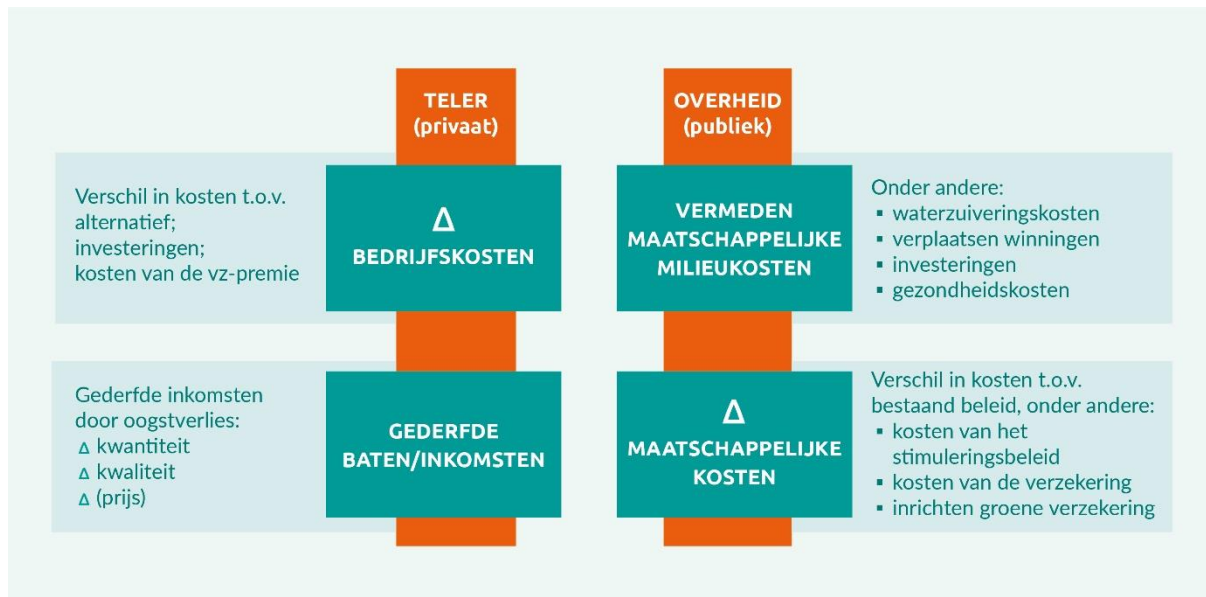 TELER
(privaat)
Verschil in kosten t.o.v.
alternatief;
investeringen;
kosten van de vz-premie
Δ
BEDRIJFSKOSTEN
Gederfde inkomsten
door oogstverlies:
Δ kwantiteit
Δ kwaliteit
Δ (prijs)
GEDERFDE
BATEN/INKOMSTEN
OVERHEID
(publiek)
VERMEDEN
MAATSCHAPPELIJKE
MILIEUKOSTEN
Onder andere:
▪ waterzuiveringskosten
▪ verplaatsen winningen
▪ investeringen
▪ gezondheidskosten
Δ
MAATSCHAPPELIJKE
KOSTEN
Verschil in kosten t.o.v.
bestaand beleid, onder andere:
▪ kosten van het
stimuleringsbeleid
▪ kosten van de verzekering
▪ inrichten groene verzekering